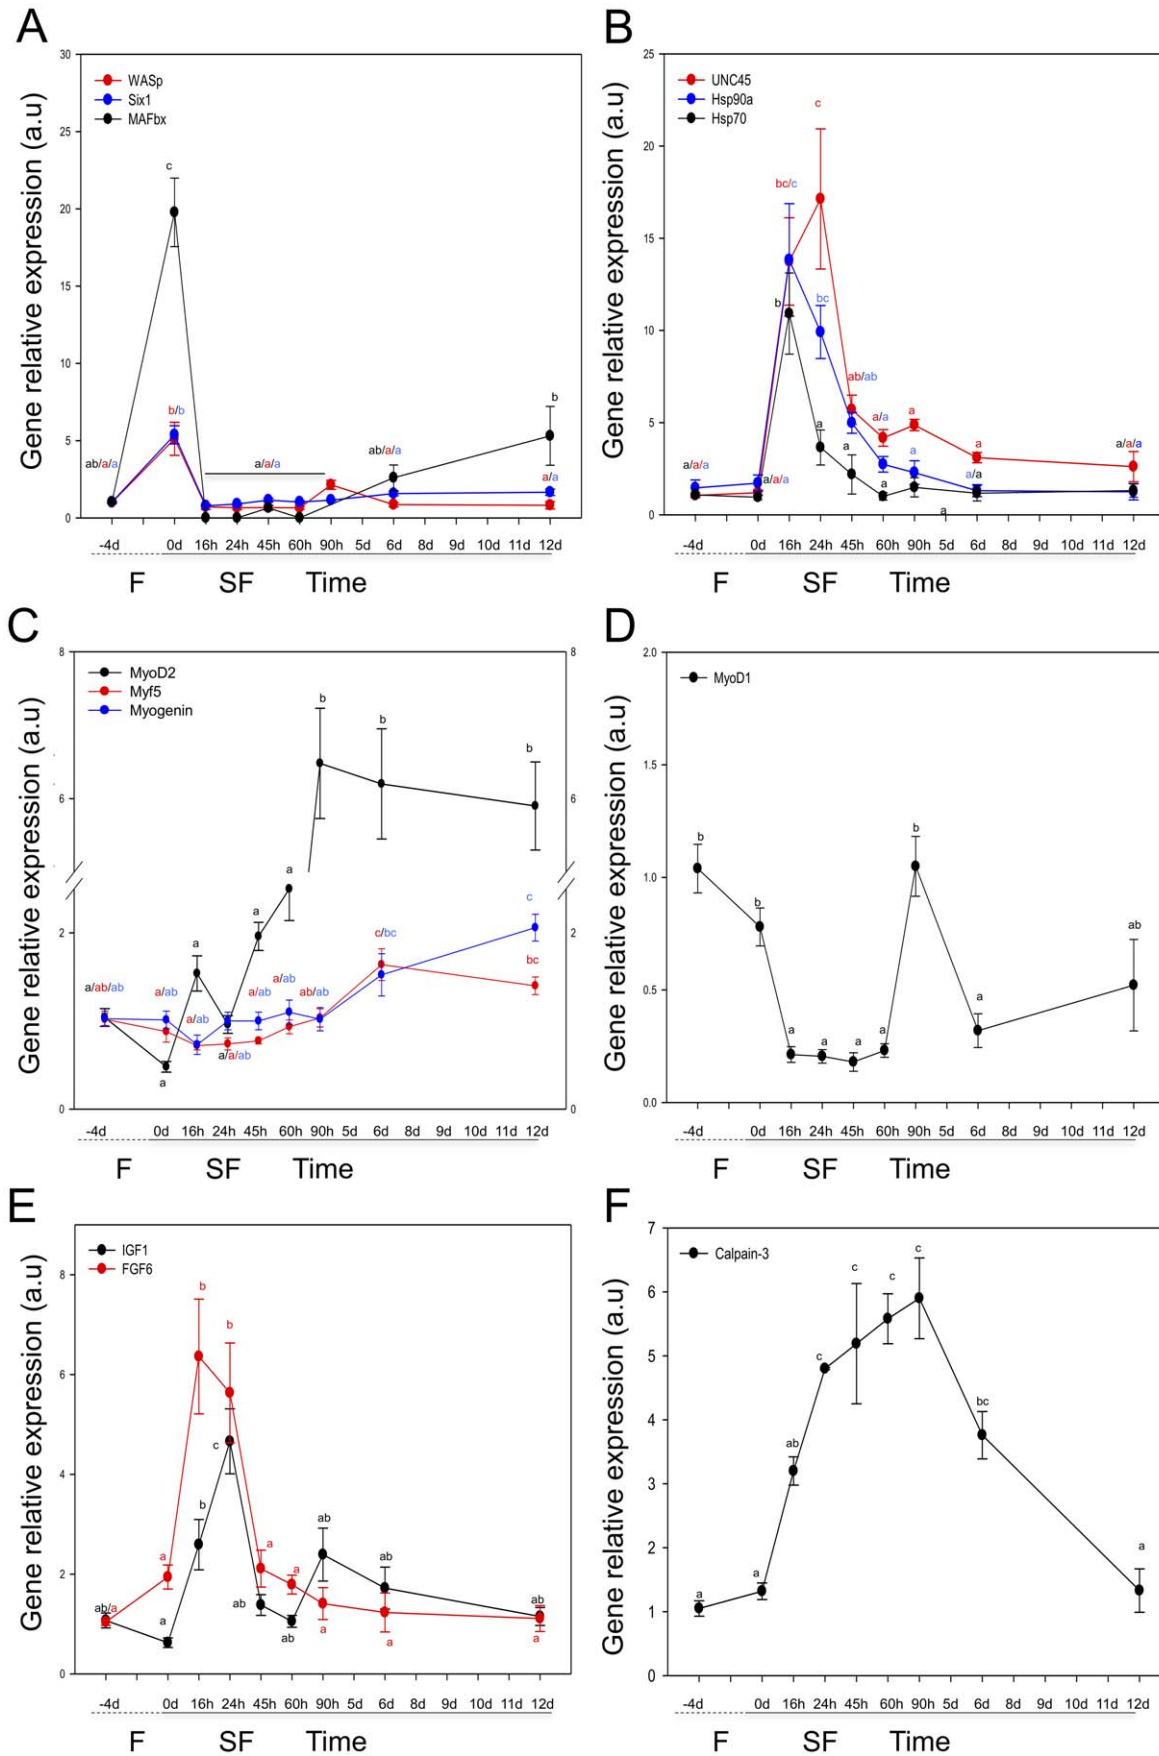 A
Gene relative expression (a.u)
30
25
20
15
10
5
0
WASp
Six1
MAFbx
c
b/b
ab/a/a
a/a/a
ab/a/a
b
a/a
-4d 0d 16h 24h 45h 60h 90h 5d 6d 8d 9d 10d 11d 12d
F SF Time
B
Gene relative expression (a.u)
25
20
15
10
5
0
UNC45
Hsp90a
Hsp70
c
bc/c
bc
b
ab/ab
a
a
a/a
a
a
a
a
a/a
a/a/a
a/a/a
a/a/a
a
-4d 0d 16h 24h 45h 60h 90h 5d 6d 8d 9d 10d 11d 12d
F SF Time
C
Gene relative expression (a.u)
8
6
2
0
8
6
2
0
MyoD2
Myf5
Myogenin
b
b
b
a
a
a
c
c/bc
bc
a/ab/ab
a/ab
a/ab
a/ab
a/ab
ab/ab
a/a/ab
a
-4d 0d 16h 24h 45h 60h 90h 5d 6d 8d 9d 10d 11d 12d
F SF Time
D
Gene relative expression (a.u)
2.0
1.5
1.0
0.5
0.0
MyoD1
b
b
a
a
a
a
b
a
ab
-4d 0d 16h 24h 45h 60h 90h 5d 6d 8d 9d 10d 11d 12d
F SF Time
E
Gene relative expression (a.u)
8
6
4
2
0
IGF1
FGF6
b
b
c
b
a
a
ab/a
a
a
ab
ab
ab
a
ab
a
ab
a
-4d 0d 16h 24h 45h 60h 90h 5d 6d 8d 9d 10d 11d 12d
F SF Time
F
Gene relative expression (a.u)
7
6
5
4
3
2
1
0
Calpain-3
a
a
ab
c
c
c
c
bc
a
-4d 0d 16h 24h 45h 60h 90h 5d 6d 8d 9d 10d 11d 12d
F SF Time